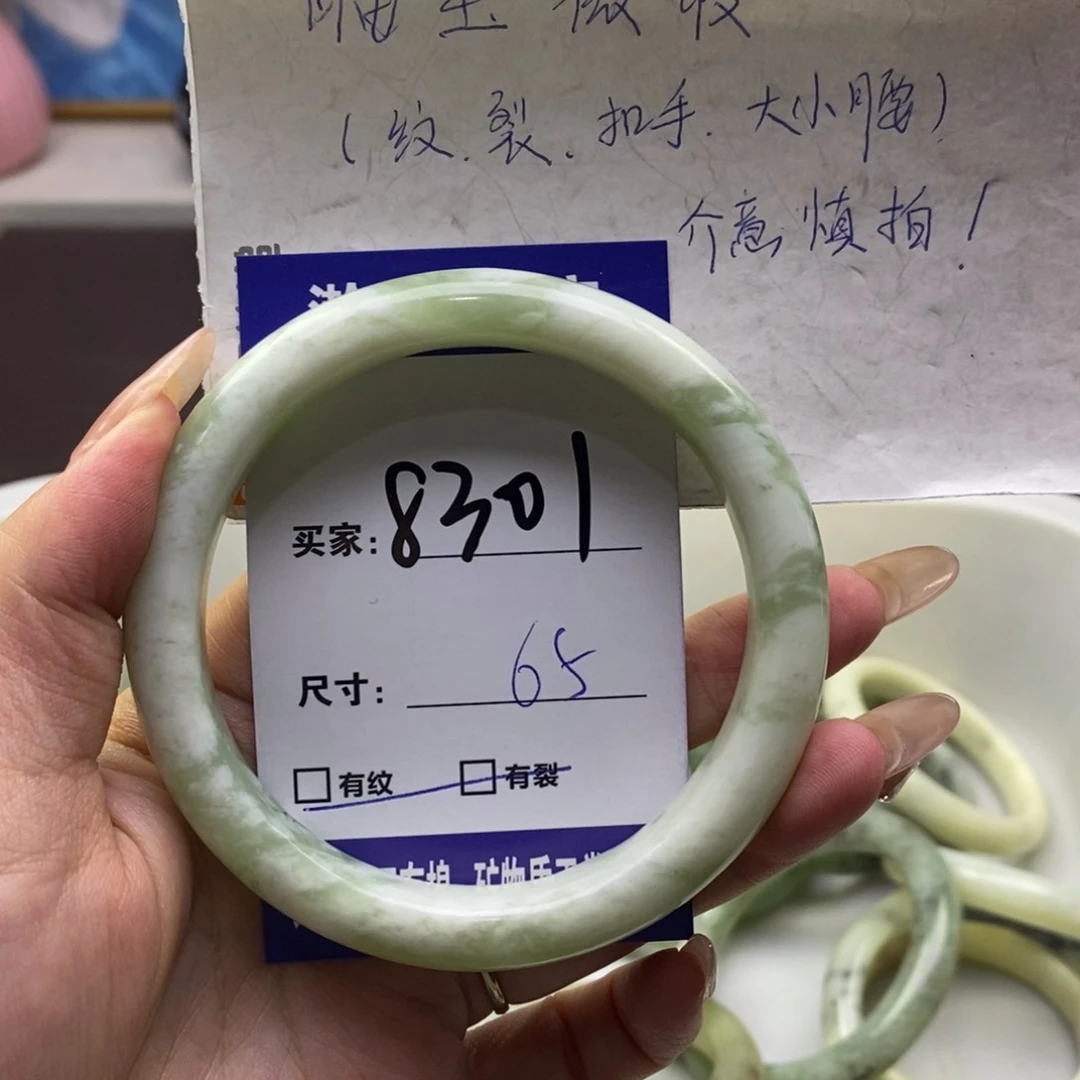 （纹.裂.扣手.大小腰）
介意慎拍！
买家：8301
尺寸：65
□有纹 □有裂